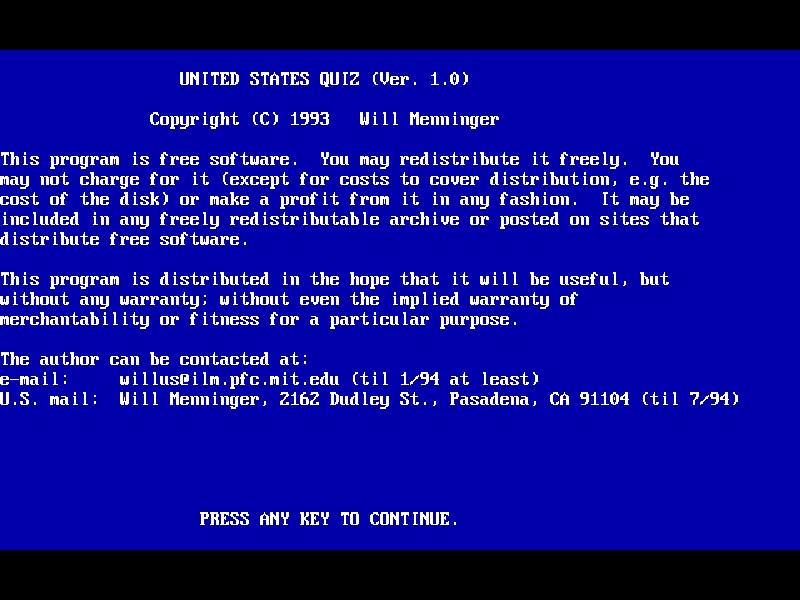 UNITED STATES QUIZ (Ver. 1.0)
Copyright (C) 1993   Will Menninger
This program is free software.  You may redistribute it freely.  You
may not charge for it (except for costs to cover distribution, e.g. the
cost of the disk) or make a profit from it in any fashion.  It may be
included in any freely redistributable archive or posted on sites that
distribute free software.
This program is distributed in the hope that it will be useful, but
without any warranty; without even the implied warranty of
merchantability or fitness for a particular purpose.
The author can be contacted at:
e-mail:     willus@ilm.pfc.mit.edu (til 1/94 at least)
U.S. mail:  Will Menninger, 2162 Dudley St., Pasadena, CA 91104 (til 7/94)
PRESS ANY KEY TO CONTINUE.